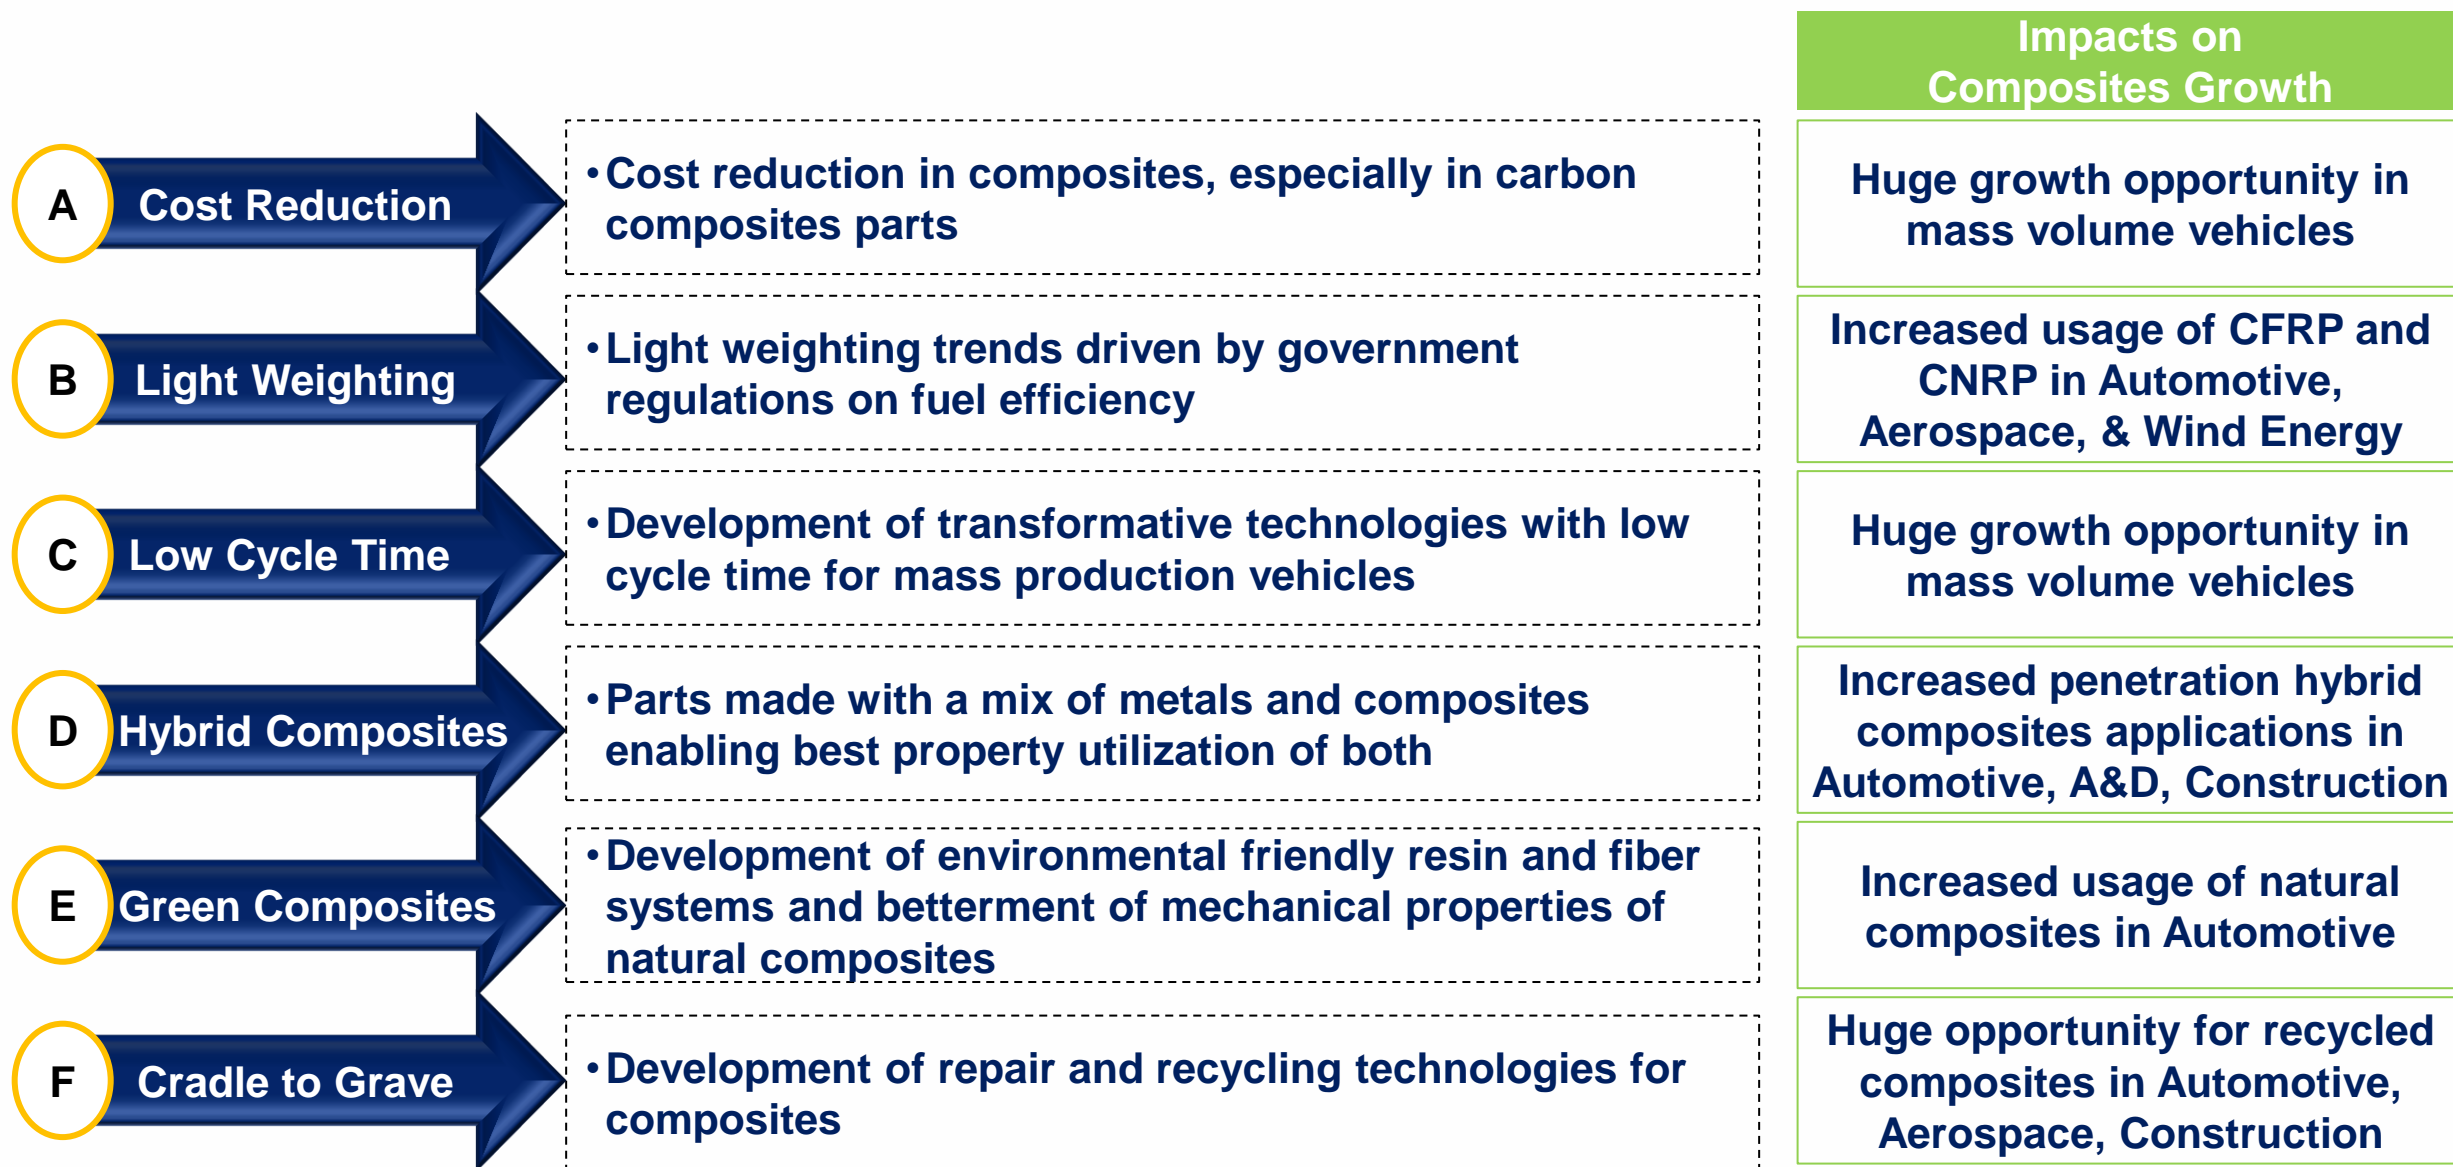 Impacts on
Composites Growth
A
Cost Reduction
• Cost reduction in composites, especially in carbon
composites parts
Huge growth opportunity in
mass volume vehicles
B
Light Weighting
• Light weighting trends driven by government
regulations on fuel efficiency
Increased usage of CFRP and
CNRP in Automotive,
Aerospace, & Wind Energy
C
Low Cycle Time
• Development of transformative technologies with low
cycle time for mass production vehicles
Huge growth opportunity in
mass volume vehicles
D
Hybrid Composites
• Parts made with a mix of metals and composites
enabling best property utilization of both
Increased penetration hybrid
composites applications in
Automotive, A&D, Construction
E
Green Composites
• Development of environmental friendly resin and fiber
systems and betterment of mechanical properties of
natural composites
Increased usage of natural
composites in Automotive
F
Cradle to Grave
• Development of repair and recycling technologies for
composites
Huge opportunity for recycled
composites in Automotive,
Aerospace, Construction